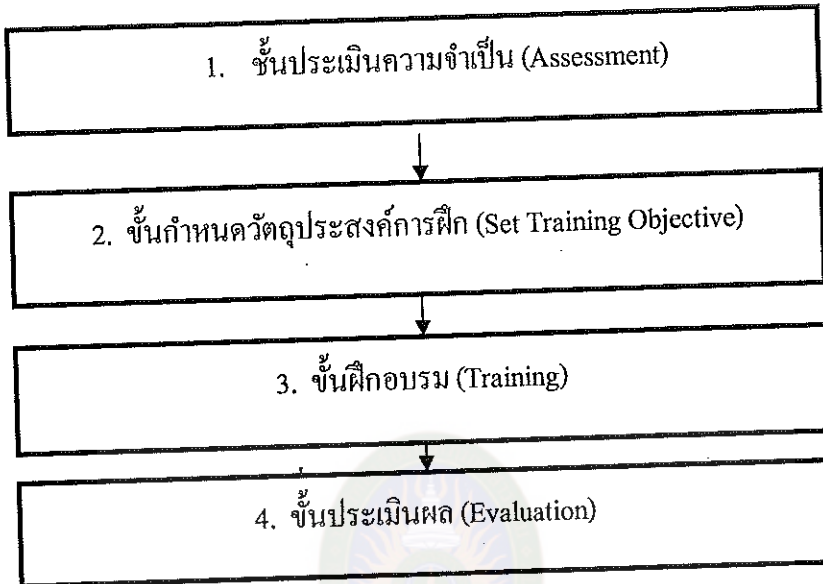 1. ชั้นประเมินความจำเป็น (Assessment)
2. ขั้นกำหนดวัตถุประสงค์การฝึก (Set Training Objective)
3. ขั้นฝึกอบรม (Training)
4. ขั้นประเมินผล (Evaluation)